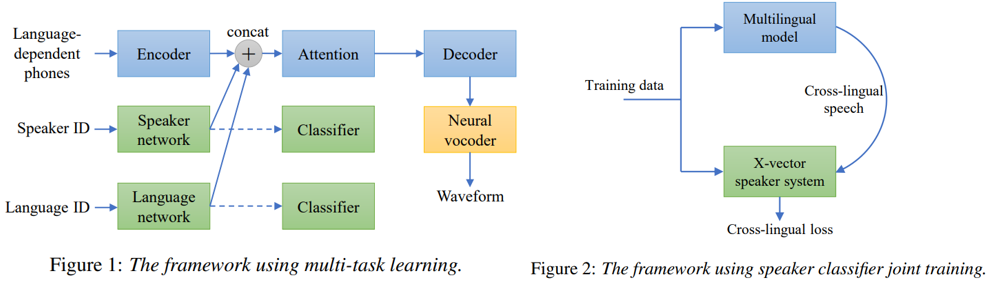 Language-
dependent
phones
Encoder
concat
+
Attention
Decoder
Speaker ID
Speaker
network
Classifier
Neural
vocoder
Waveform
Language ID
Language
network
Classifier
Figure 1: The framework using multi-task learning.
Multilingual
model
Training data
Cross-lingual
speech
X-vector
speaker system
Cross-lingual loss
Figure 2: The framework using speaker classifier joint training.